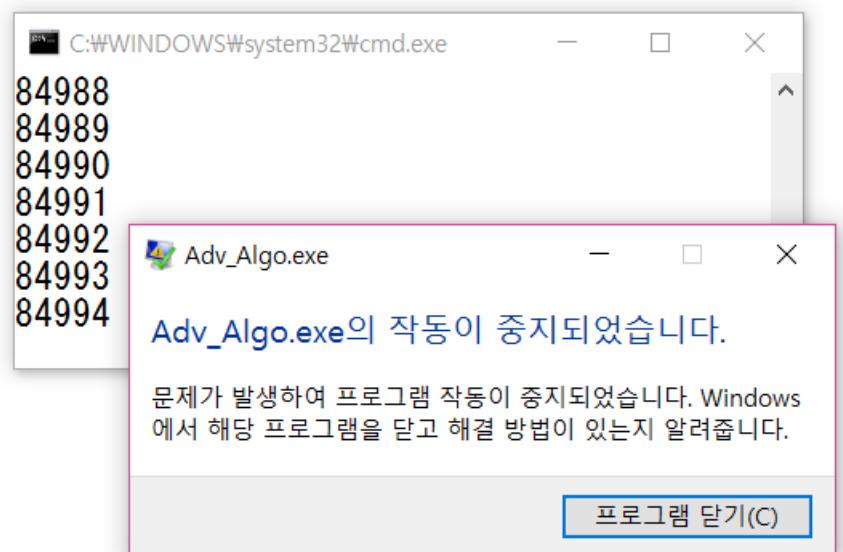 C:₩WINDOWS₩system32₩cmd.exe
84988
84989
84990
84991
84992
84993
84994
Adv_Algo.exe
Adv_Algo.exe의 작동이 중지되었습니다.
문제가 발생하여 프로그램 작동이 중지되었습니다. Windows
에서 해당 프로그램을 닫고 해결 방법이 있는지 알려줍니다.
프로그램 닫기(C)